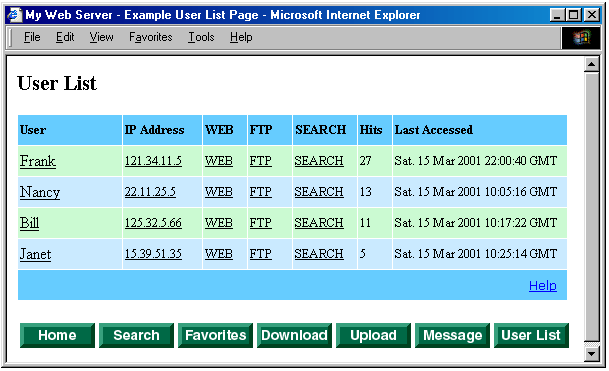 My Web Server - Example User List Page - Microsoft Internet Explorer
File Edit View Favorites Tools Help
User List
User IP Address WEB FTP SEARCH Hits Last Accessed
Frank 121.34.11.5 WEB FTP SEARCH 27 Sat. 15 Mar 2001 22:00:40 GMT
Nancy 22.11.25.5 WEB FTP SEARCH 13 Sat. 15 Mar 2001 10:05:16 GMT
Bill 125.32.5.66 WEB FTP SEARCH 11 Sat. 15 Mar 2001 10:17:22 GMT
Janet 15.39.51.35 WEB FTP SEARCH 5 Sat. 15 Mar 2001 10:25:14 GMT
Help
Home Search Favorites Download Upload Message User List